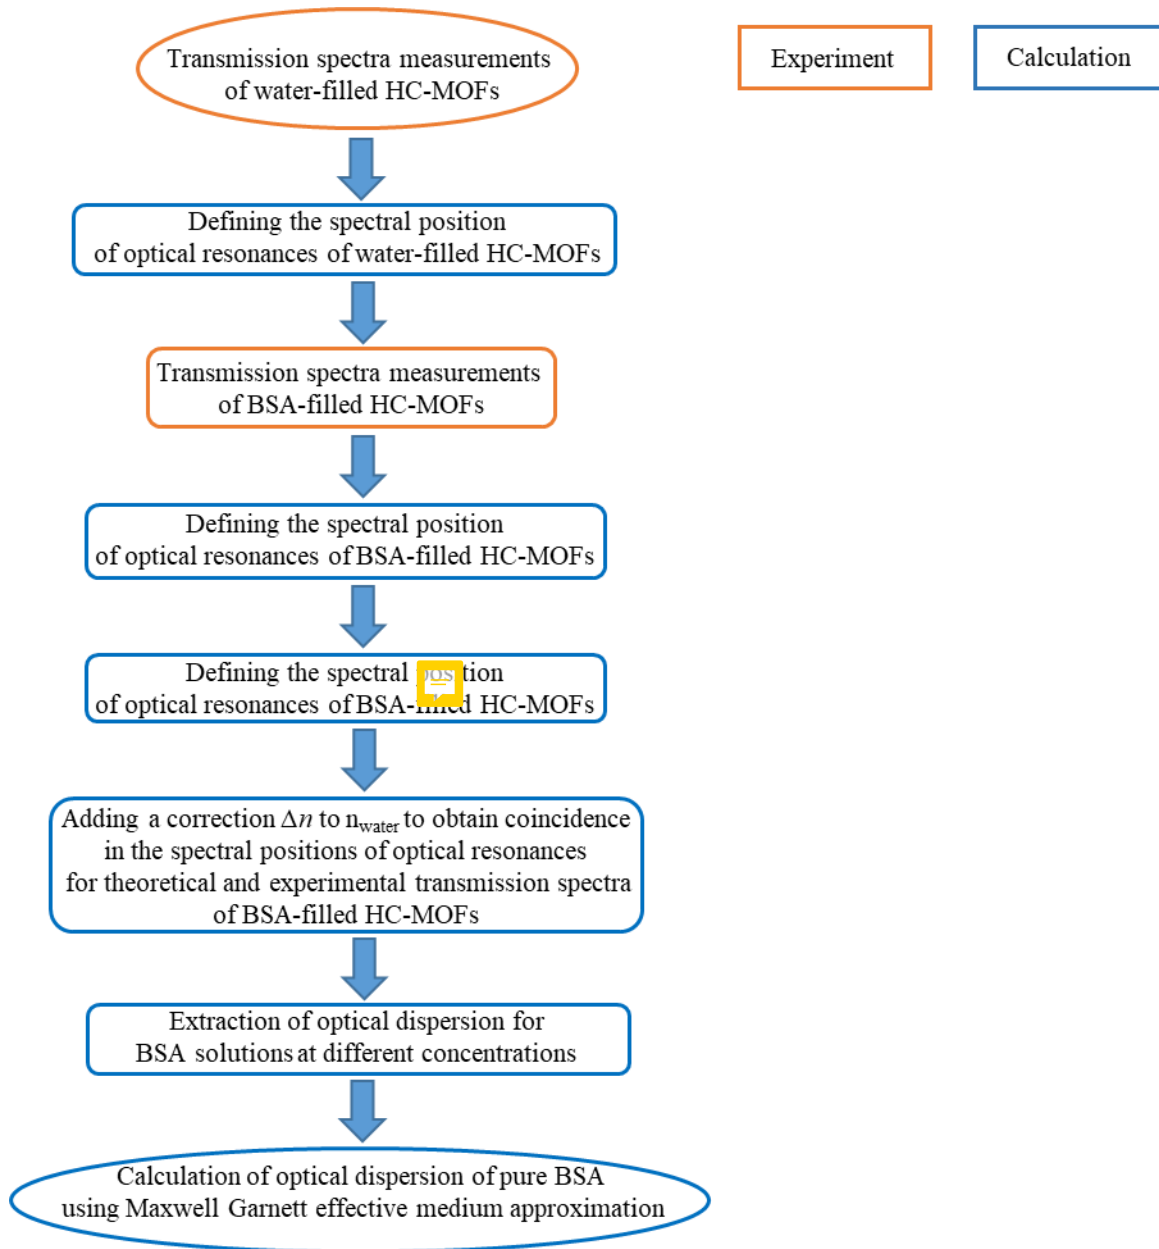 Transmission spectra measurements
of water-filled HC-MOFs
Experiment
Calculation
Defining the spectral position
of optical resonances of water-filled HC-MOFs
Transmission spectra measurements
of BSA-filled HC-MOFs
Defining the spectral position
of optical resonances of BSA-filled HC-MOFs
Defining the spectral position
of optical resonances of BSA-filled HC-MOFs
Adding a correction Δn to nwater to obtain coincidence
in the spectral positions of optical resonances
for theoretical and experimental transmission spectra
of BSA-filled HC-MOFs
Extraction of optical dispersion for
BSA solutions at different concentrations
Calculation of optical dispersion of pure BSA
using Maxwell Garnett effective medium approximation